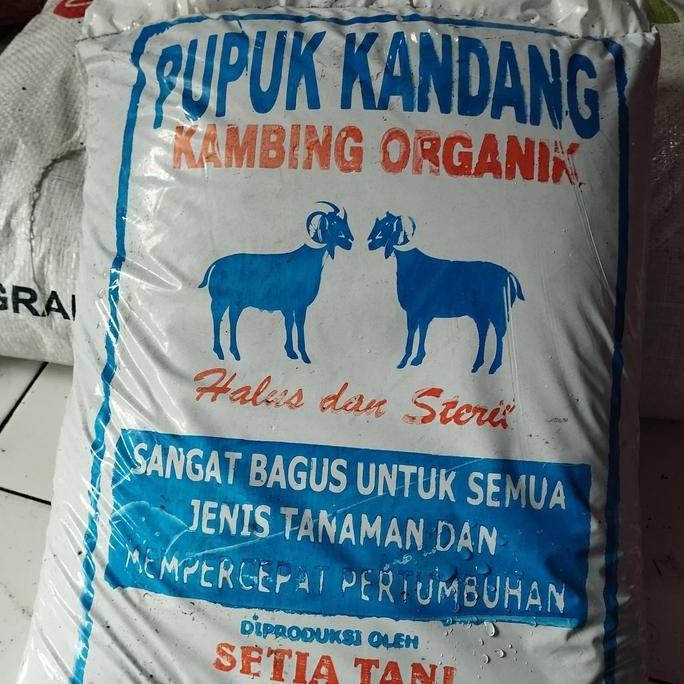 PUPUK KANDANG
KAMBING ORGANIK
Halus dan Steril
SANGAT BAGUS UNTUK SEMUA
JENIS TANAMAN DAN
MEMPERCEPAT PERTUMBUHAN
DIPRODUKSI OLEH
SETIA TANI